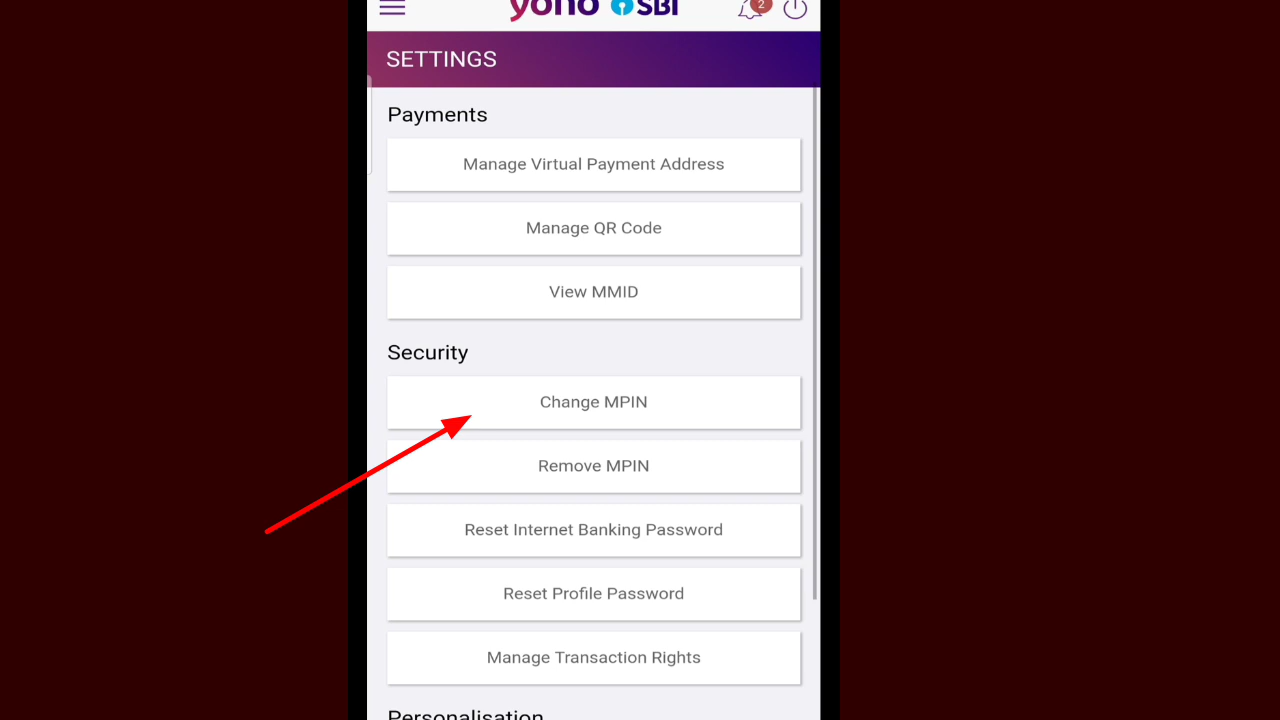 yono SBI 2
SETTINGS
Payments
Manage Virtual Payment Address
Manage QR Code
View MMID
Security
Change MPIN
Remove MPIN
Reset Internet Banking Password
Reset Profile Password
Manage Transaction Rights
Personalisation